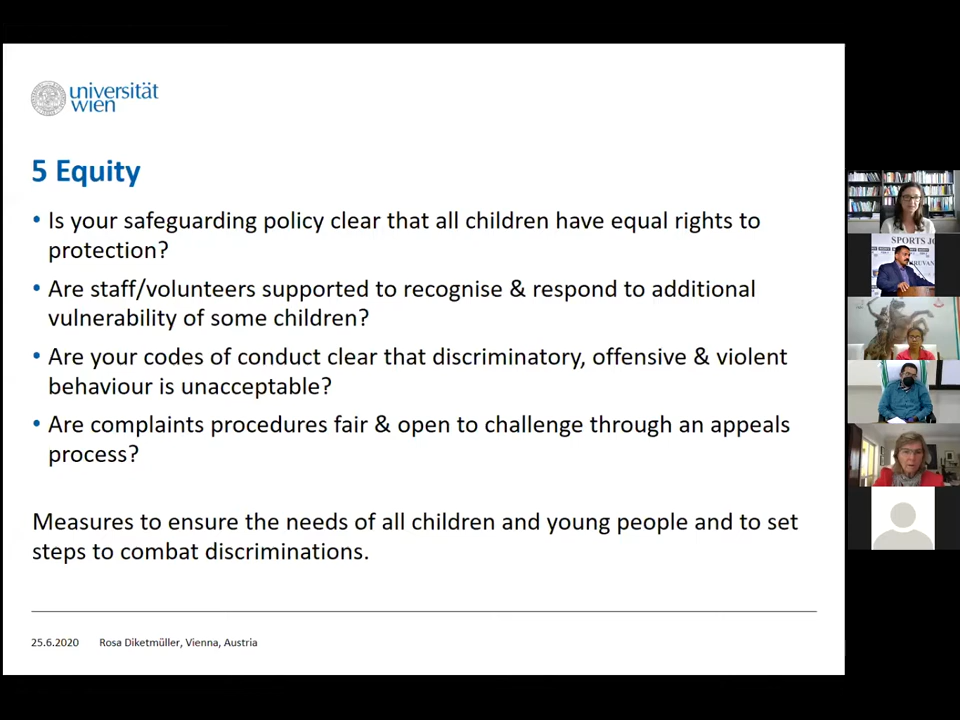 universität
wien
5 Equity
• Is your safeguarding policy clear that all children have equal rights to
protection?
• Are staff/volunteers supported to recognise & respond to additional
vulnerability of some children?
• Are your codes of conduct clear that discriminatory, offensive & violent
behaviour is unacceptable?
• Are complaints procedures fair & open to challenge through an appeals
process?
Measures to ensure the needs of all children and young people and to set
steps to combat discriminations.
25.6.2020 Rosa Diketmüller, Vienna, Austria
SPORTS